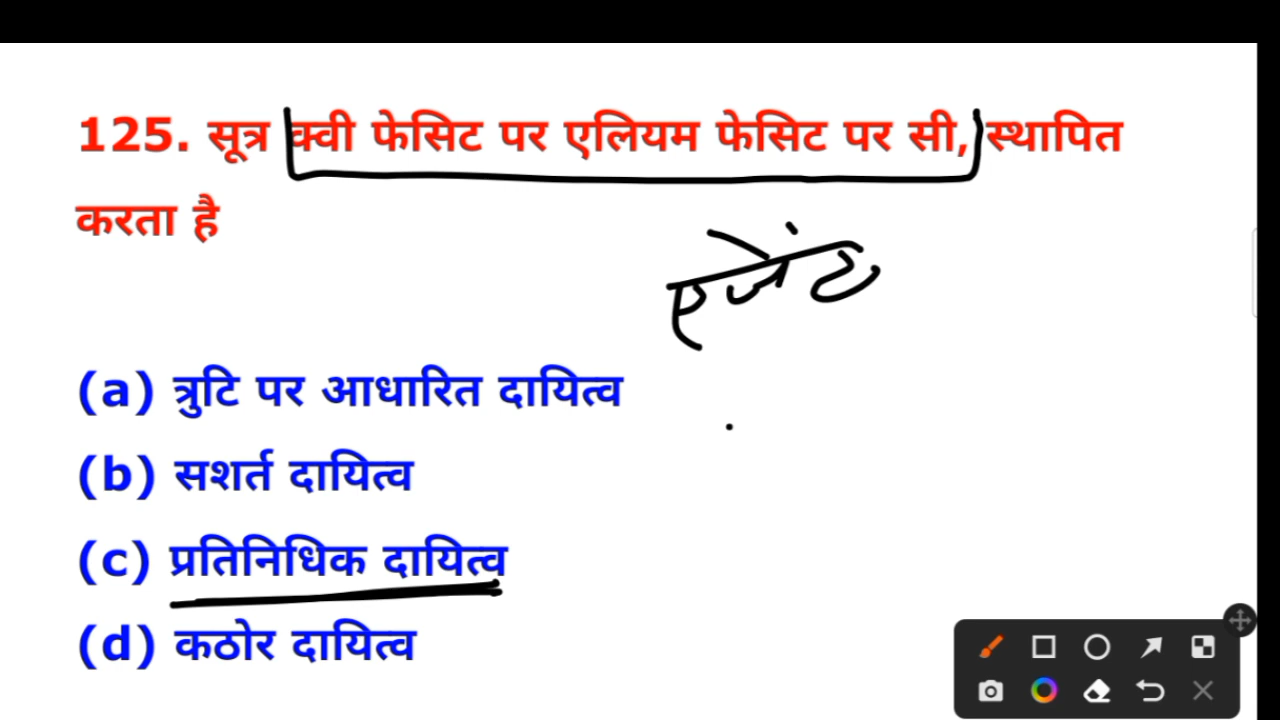 125. सूत्र क्वी फेसिट पर एलियम फेसिट पर सी, स्थापित
करता है
एजेंट
(a) त्रुटि पर आधारित दायित्व
(b) सशर्त दायित्व
(c) प्रतिनिधिक दायित्व
(d) कठोर दायित्व